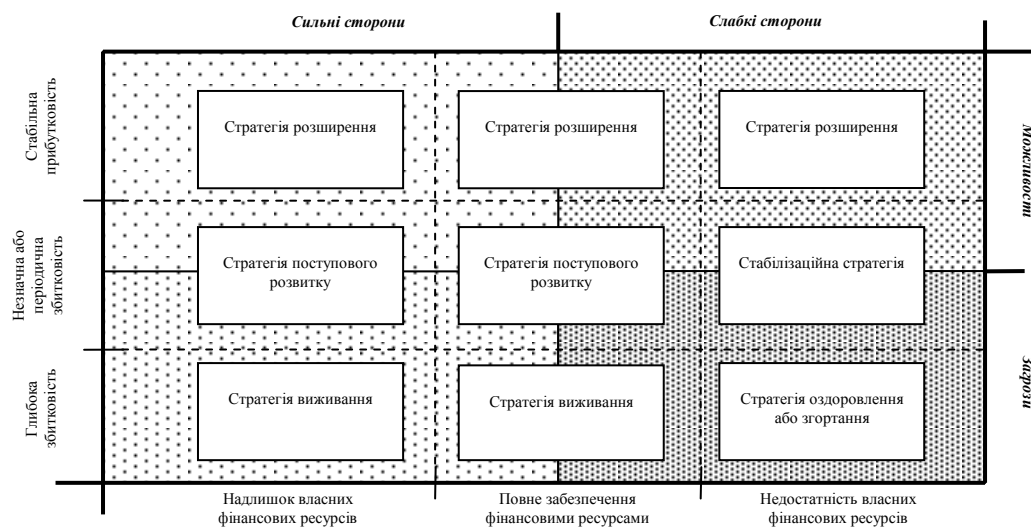 Сильні сторони
Слабкі сторони
Стабільна
прибутковість
Стратегія розширення
Стратегія розширення
Стратегія розширення
Можливості
Незначна або
періодична
збитковість
Стратегія поступового
розвитку
Стратегія поступового
розвитку
Стабілізаційна стратегія
Глибока
збитковість
Стратегія виживання
Стратегія виживання
Стратегія оздоровлення
або згортання
Загрози
Надлишок власних
фінансових ресурсів
Повне забезпечення
фінансовими ресурсами
Недостатність власних
фінансових ресурсів